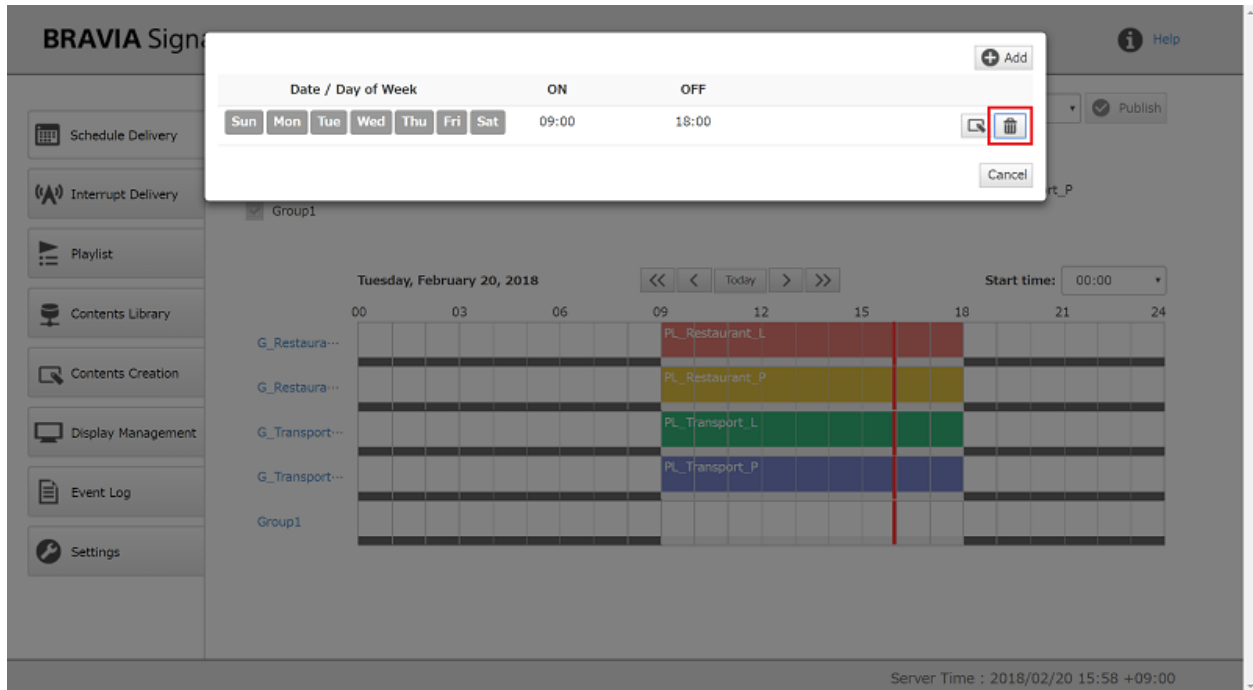 BRAVIA Signa
Help
Add
Date / Day of Week ON OFF
Sun Mon Tue Wed Thu Fri Sat 09:00 18:00
Publish
Cancel
Schedule Delivery
Interrupt Delivery
Playlist
Contents Library
Contents Creation
Display Management
Event Log
Settings
rt_P
Group1
Tuesday, February 20, 2018 << < Today > >> Start time: 00:00
00 03 06 09 12 15 18 21 24
G_Restaura··· PL_Restaurant_L
G_Restaura··· PL_Restaurant_P
G_Transport··· PL_Transport_L
G_Transport··· PL_Transport_P
Group1
Server Time : 2018/02/20 15:58 +09:00